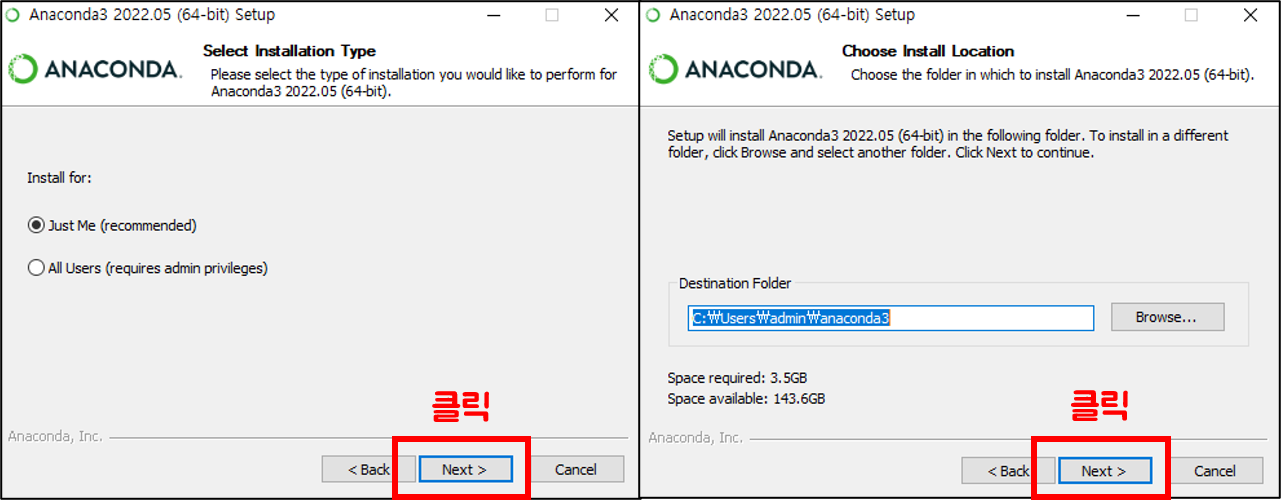 Anaconda3 2022.05 (64-bit) Setup
Select Installation Type
ANACONDA.
Please select the type of installation you would like to perform for
Anaconda3 2022.05 (64-bit).
Install for:
Just Me (recommended)
All Users (requires admin privileges)
클릭
Anaconda, Inc.
< Back
Next >
Cancel
Anaconda3 2022.05 (64-bit) Setup
Choose Install Location
ANACONDA.
Choose the folder in which to install Anaconda3 2022.05 (64-bit).
Setup will install Anaconda3 2022.05 (64-bit) in the following folder. To install in a different
folder, click Browse and select another folder. Click Next to continue.
Destination Folder
C:₩Users₩admin₩anaconda3
Browse...
Space required: 3.5GB
Space available: 143.6GB
클릭
Anaconda, Inc.
< Back
Next >
Cancel